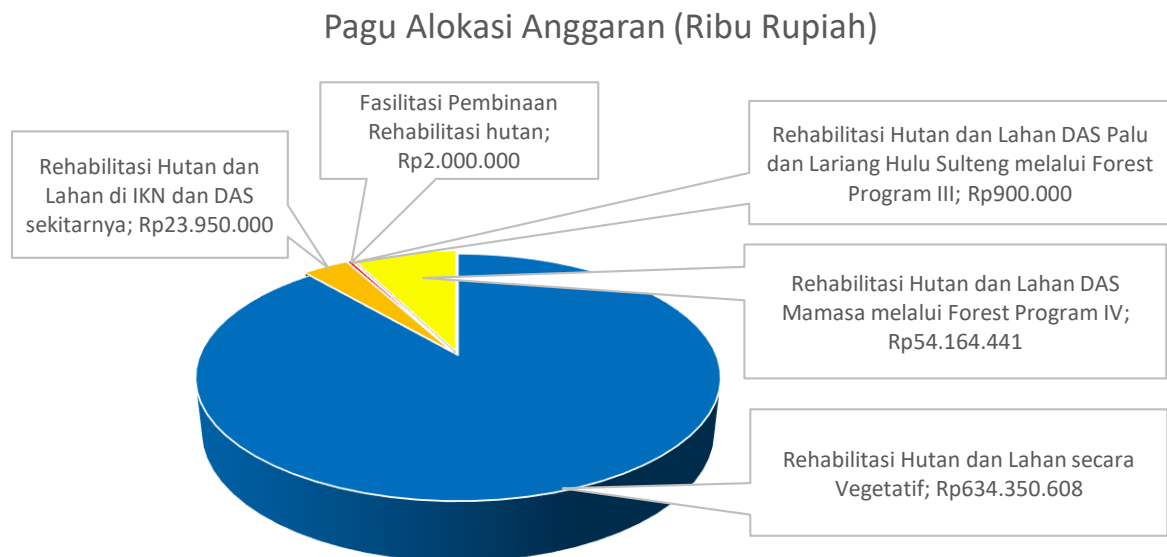 Pagu Alokasi Anggaran (Ribu Rupiah)
Fasilitasi Pembinaan
Rehabilitasi hutan;
Rp2.000.000
Rehabilitasi Hutan dan
Lahan di IKN dan DAS
sekitarnya; Rp23.950.000
Rehabilitasi Hutan dan Lahan DAS Palu
dan Lariang Hulu Sulteng melalui Forest
Program III; Rp900.000
Rehabilitasi Hutan dan Lahan DAS
Mamasa melalui Forest Program IV;
Rp54.164.441
Rehabilitasi Hutan dan Lahan secara
Vegetatif; Rp634.350.608